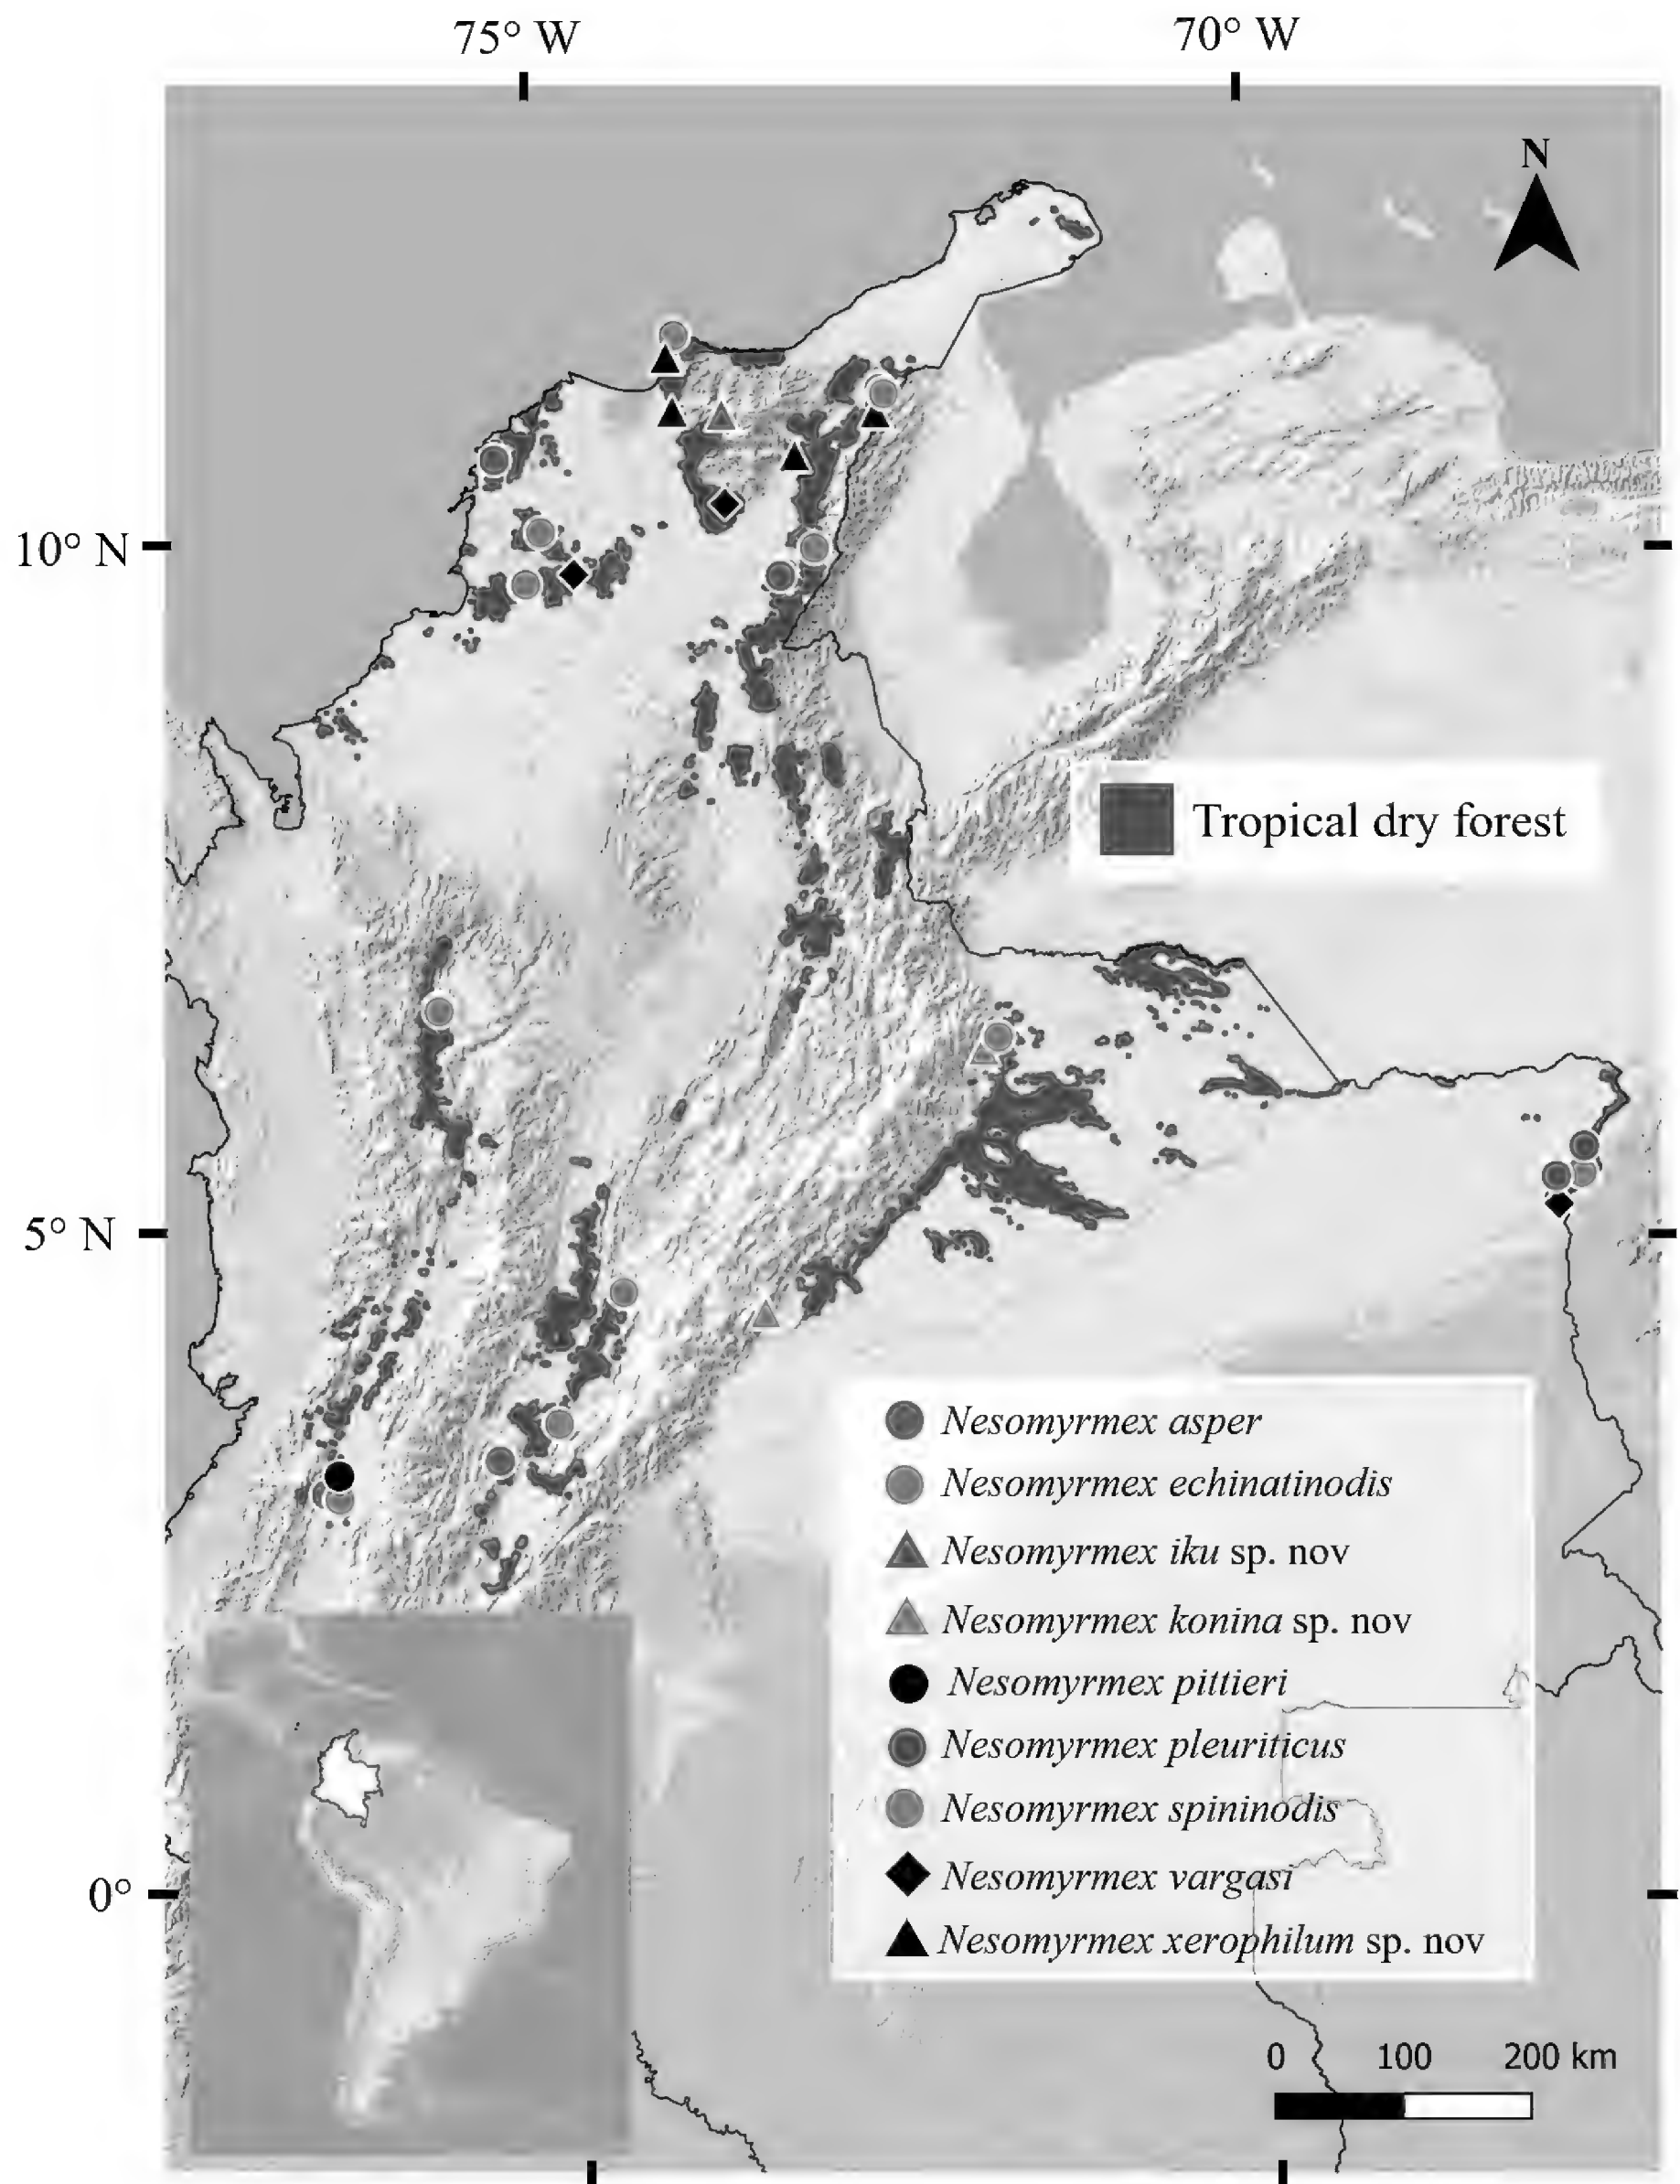 75° W
70° W
N
10° N
Tropical dry forest
5° N
Nesomyrmex asper
Nesomyrmex echinatinodis
Nesomyrmex iku sp. nov
Nesomyrmex konina sp. nov
Nesomyrmex pittieri
Nesomyrmex pleuriticus
Nesomyrmex spininodis
Nesomyrmex vargasi
0°
Nesomyrmex xerophilum sp. nov
0 100 200 km